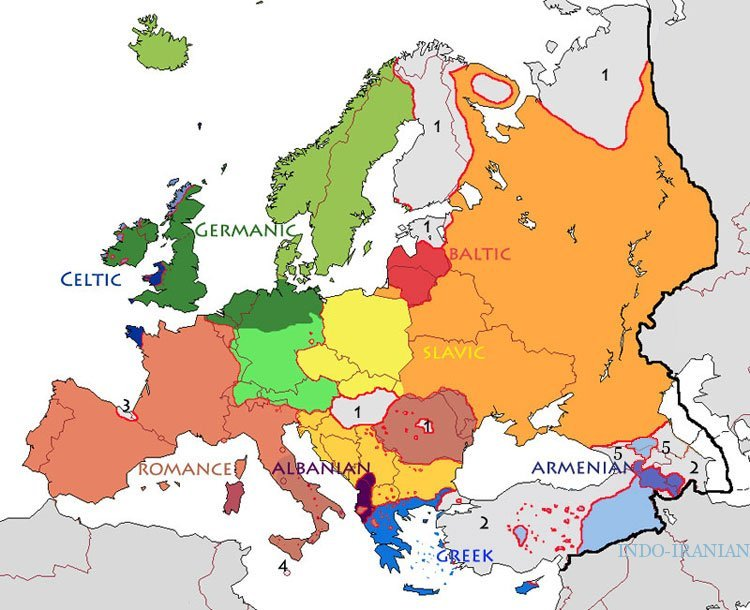 1
1
GERMANIC
1
BALTIC
CELTIC
SLAVIC
3
1
1
5
5
ROMANCE
ALBANIAN
ARMENIAN
2
2
4
GREEK
INDO-IRANIAN